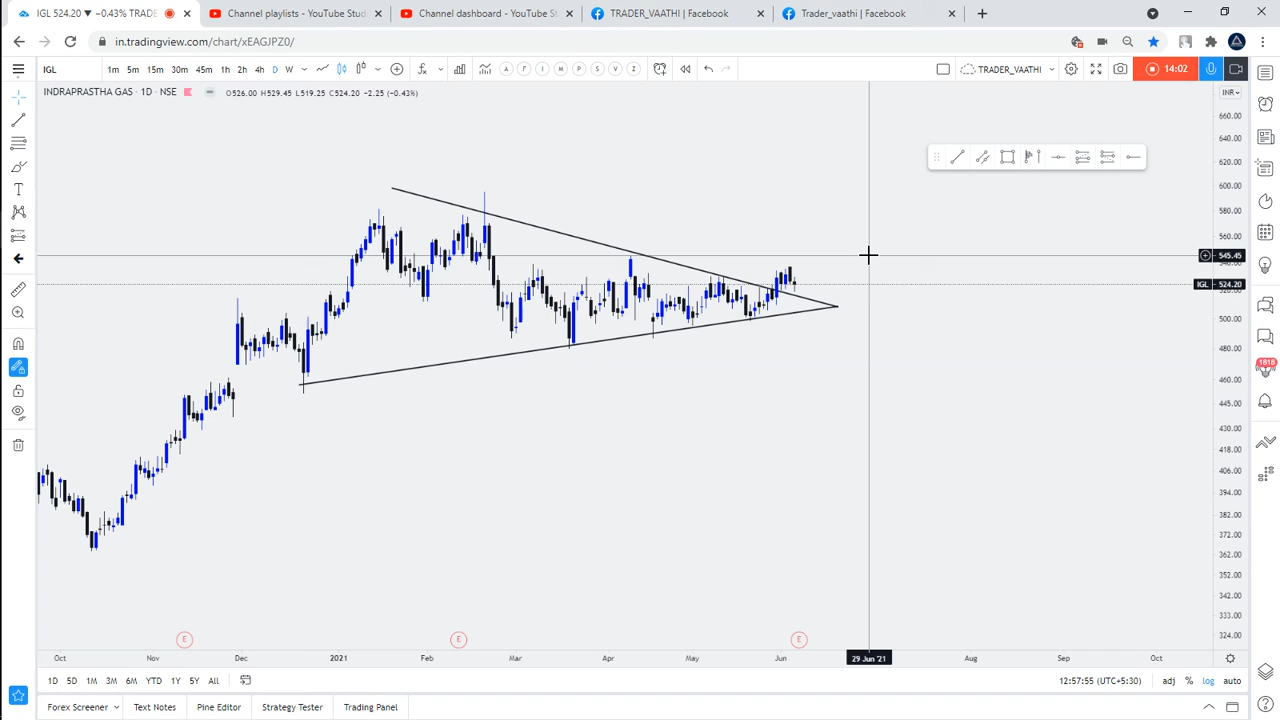 IGL 524.20 ▼ −0.43% TRADE
Channel playlists - YouTube Stud
Channel dashboard - YouTube St
TRADER_VAATHI | Facebook
Trader_vaathi | Facebook
in.tradingview.com/chart/xEAGJPZ0/
IGL 1m 5m 15m 30m 45m 1h 2h 4h D W
A F I M P S V Z
TRADER_VAATHI
14:02
INDRAPRASTHA GAS · 1D · NSE
O526.00 H529.45 L519.25 C524.20 −2.25 (−0.43%)
INR
660.00
640.00
620.00
600.00
580.00
560.00
545.45
IGL 524.20
500.00
480.00
460.00
445.00
430.00
418.00
406.00
394.00
382.00
372.00
362.00
352.00
342.00
333.00
324.00
1818
E E E
Oct Nov Dec 2021 Feb Mar Apr May Jun 29 Jun '21 Aug Sep Oct
1D 5D 1M 3M 6M YTD 1Y 5Y All
12:57:55 (UTC+5:30) adj % log auto
Forex Screener Text Notes Pine Editor Strategy Tester Trading Panel